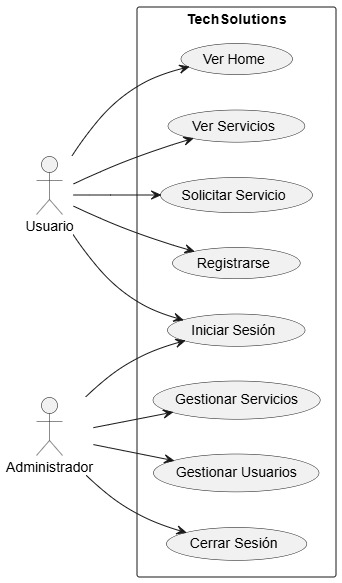 TechSolutions
Ver Home
Ver Servicios
Solicitar Servicio
Usuario
Registrarse
Iniciar Sesión
Gestionar Servicios
Administrador
Gestionar Usuarios
Cerrar Sesión